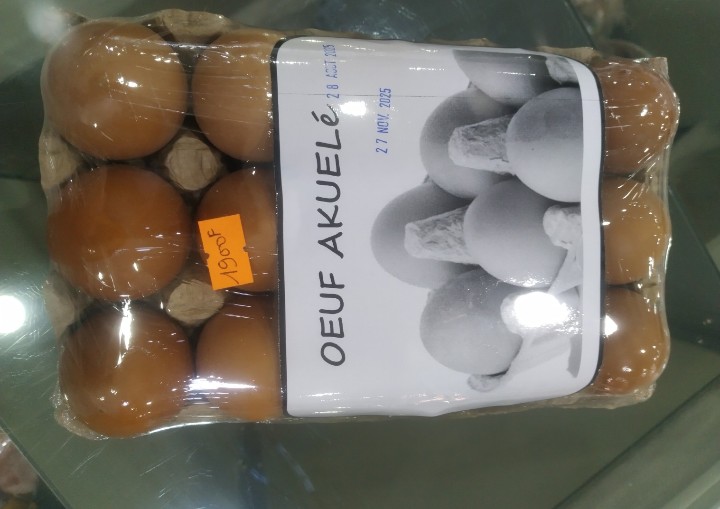 OEUF AKUELé
28 AOUT 2025
27 NOV. 2025
1900F